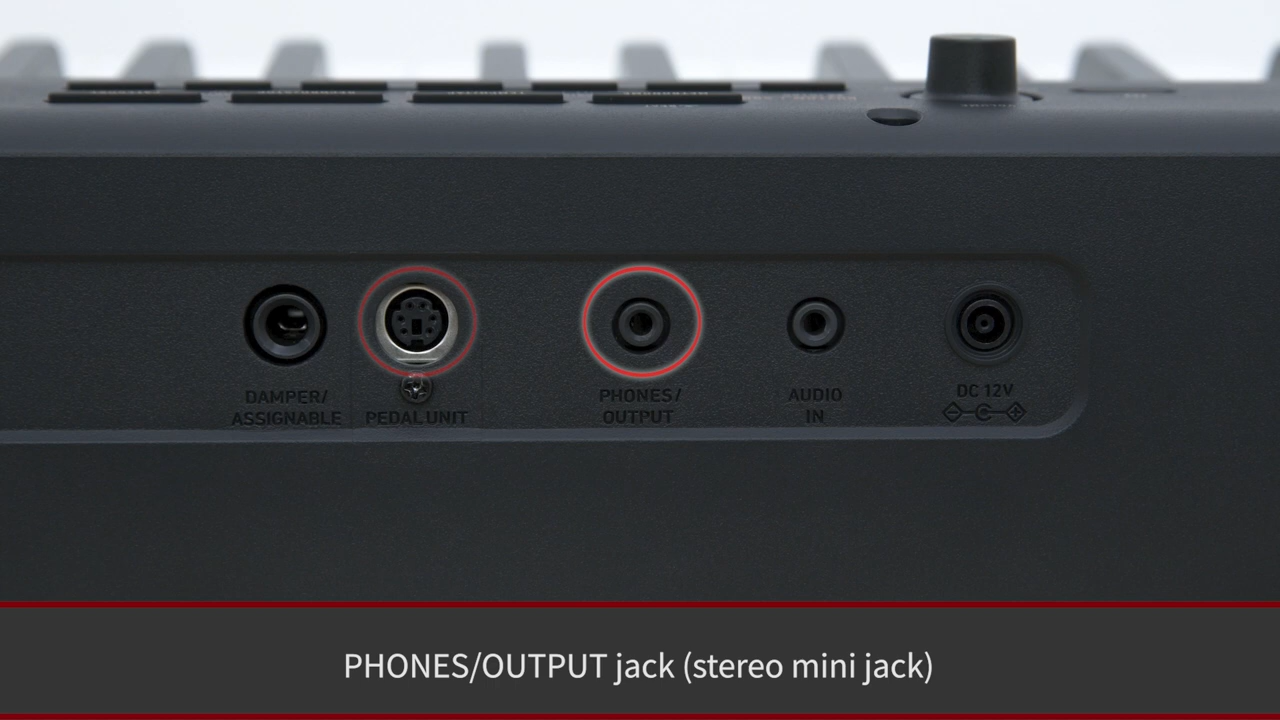 DAMPER/
ASSIGNABLE
PEDAL UNIT
PHONES/
OUTPUT
AUDIO
IN
DC 12V
PHONES/OUTPUT jack (stereo mini jack)